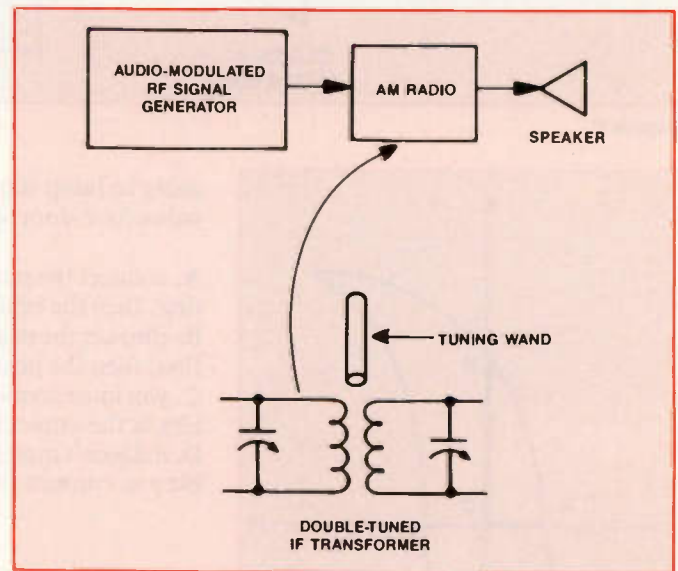 AUDIO-MODULATED
RF SIGNAL
GENERATOR
AM RADIO
SPEAKER
TUNING WAND
DOUBLE-TUNED
IF TRANSFORMER